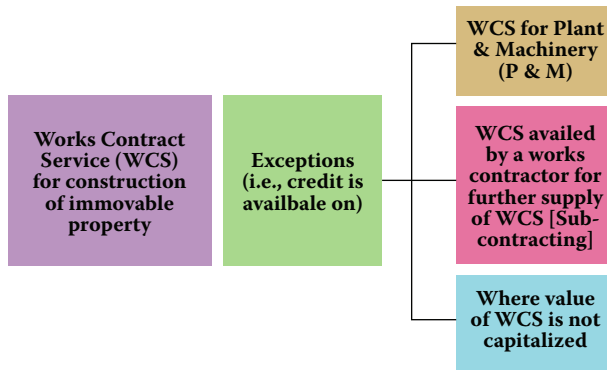 Works Contract
Service (WCS)
for construction
of immovable
property
Exceptions
(i.e., credit is
availbale on)
WCS for Plant
& Machinery
(P & M)
WCS availed
by a works
contractor for
further supply
of WCS [Sub-
contracting]
Where value
of WCS is not
capitalized